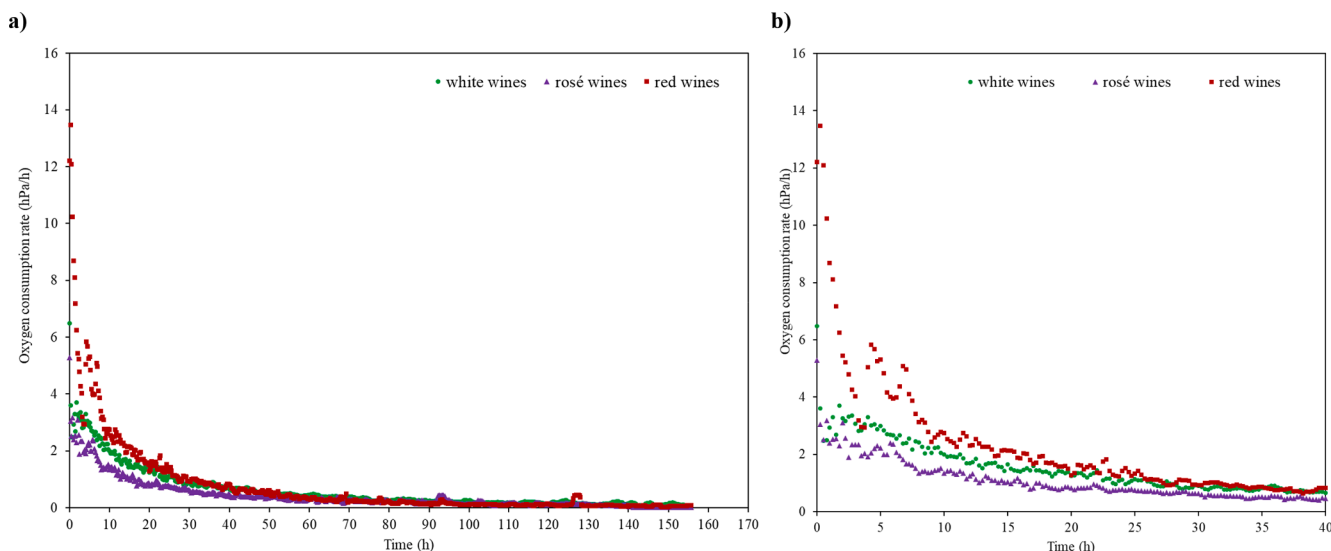 a)
16
14
12
10
8
6
4
2
0
Oxygen consumption rate (hPa/h)
white wines rosé wines red wines
0 10 20 30 40 50 60 70 80 90 100 110 120 130 140 150 160 170
Time (h)
b)
16
14
12
10
8
6
4
2
0
Oxygen consumption rate (hPa/h)
white wines rosé wines red wines
0 5 10 15 20 25 30 35 40
Time (h)